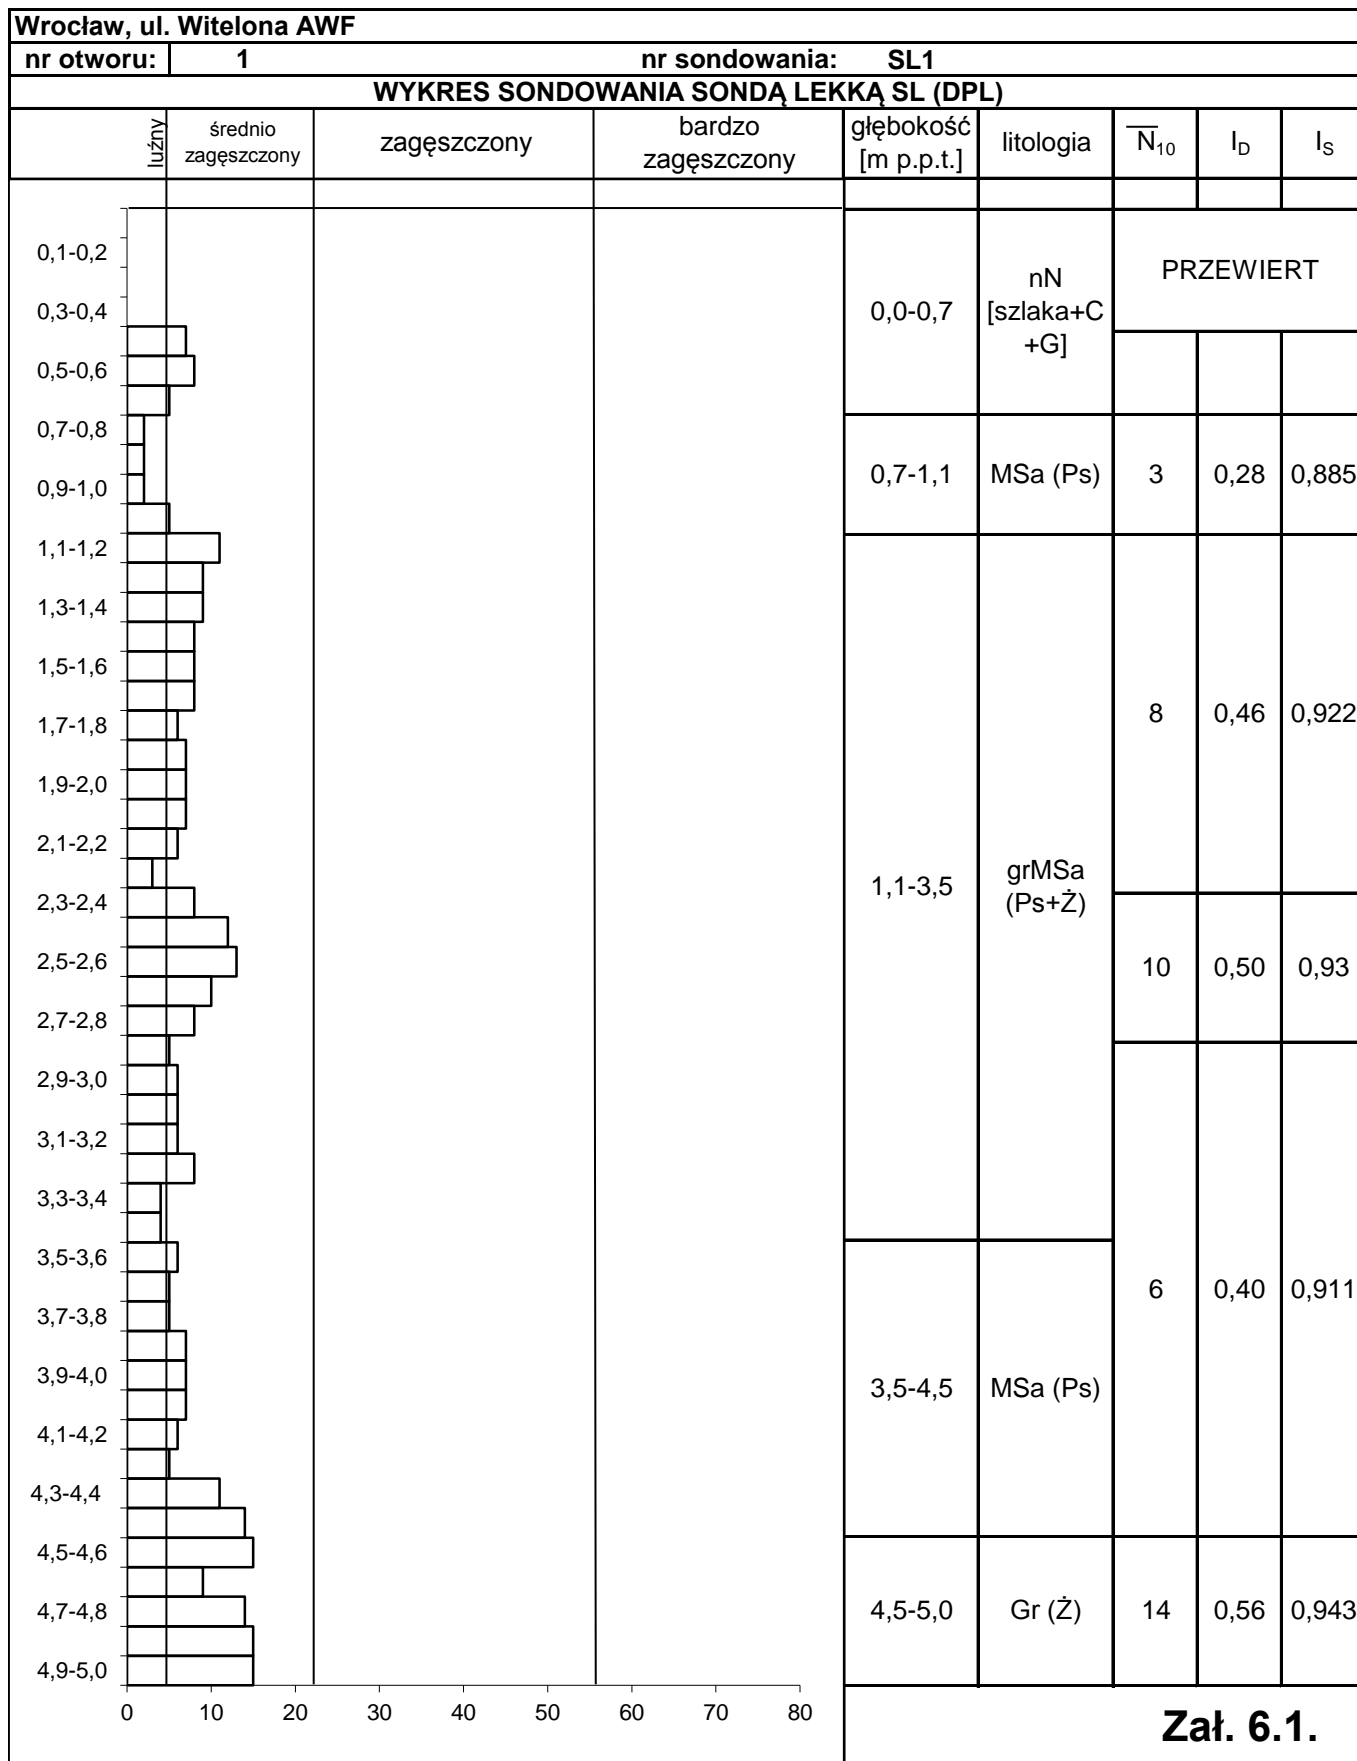 Wrocław, ul. Witelona AWF
nr otworu: 1 nr sondowania: SL1
WYKRES SONDOWANIA SONDĄ LEKKĄ SL (DPL)
luźny
średnio
zagęszczony
zagęszczony
bardzo
zagęszczony
głębokość
[m p.p.t.]
litologia
N10
ID
IS
0,1-0,2
0,3-0,4
0,5-0,6
0,7-0,8
0,9-1,0
1,1-1,2
1,3-1,4
1,5-1,6
1,7-1,8
1,9-2,0
2,1-2,2
2,3-2,4
2,5-2,6
2,7-2,8
2,9-3,0
3,1-3,2
3,3-3,4
3,5-3,6
3,7-3,8
3,9-4,0
4,1-4,2
4,3-4,4
4,5-4,6
4,7-4,8
4,9-5,0
0 10 20 30 40 50 60 70 80
0,0-0,7
nN
[szlaka+C
+G]
PRZEWIERT
0,7-1,1 MSa (Ps) 3 0,28 0,885
8 0,46 0,922
1,1-3,5
grMSa
(Ps+Ż)
10 0,50 0,93
6 0,40 0,911
3,5-4,5 MSa (Ps)
4,5-5,0 Gr (Ż) 14 0,56 0,943
Zał. 6.1.